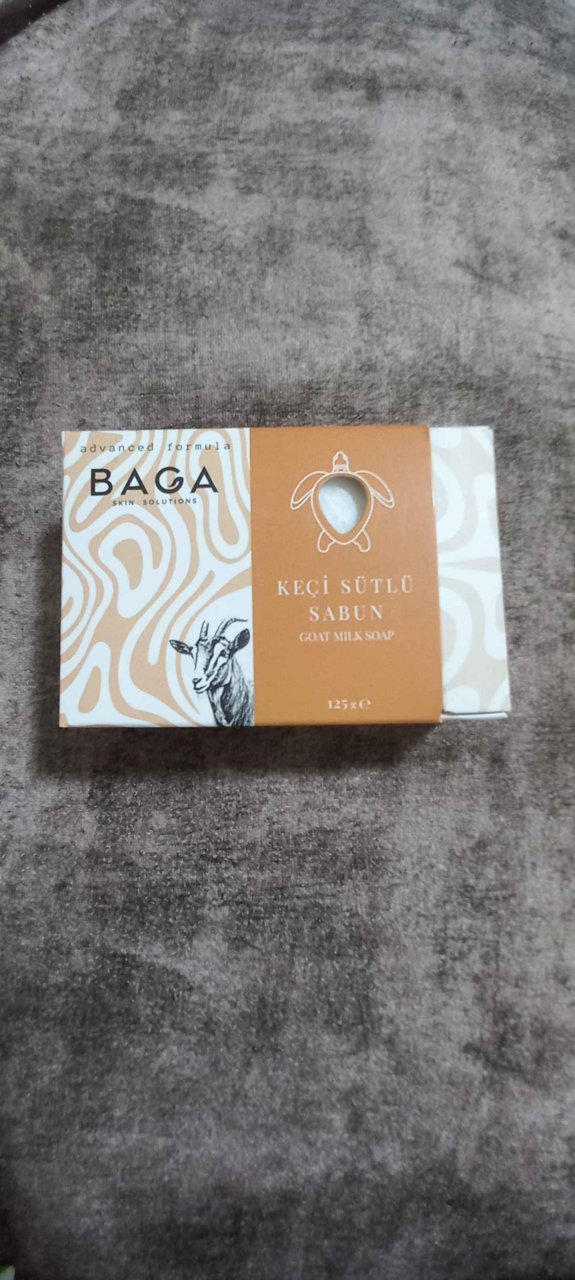 advanced formula
BAGA
SKIN SOLUTIONS
KEÇİ SÜTLÜ
SABUN
GOAT MILK SOAP
125 g ℮